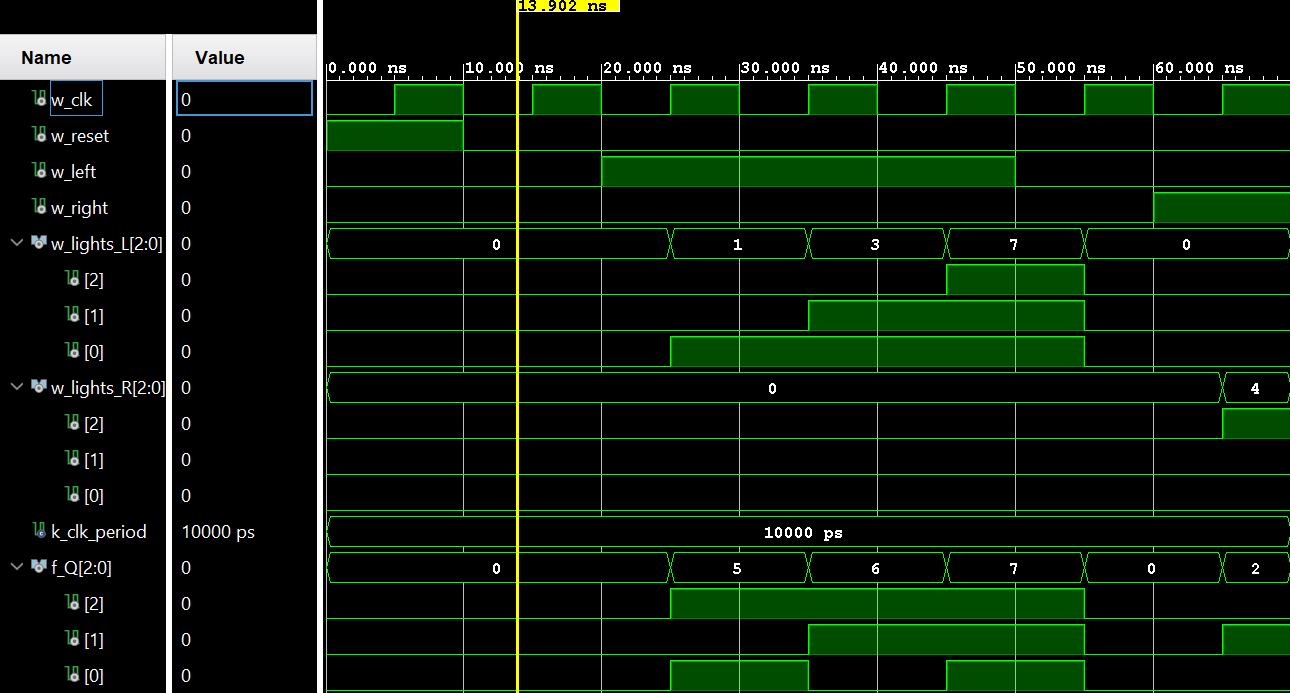 13.902 ns
Name Value
0.000 ns 10.000 ns 20.000 ns 30.000 ns 40.000 ns 50.000 ns 60.000 ns
w_clk 0
w_reset 0
w_left 0
w_right 0
w_lights_L[2:0] 0 0 1 3 7 0
[2] 0
[1] 0
[0] 0
w_lights_R[2:0] 0 0 4
[2] 0
[1] 0
[0] 0
k_clk_period 10000 ps 10000 ps
f_Q[2:0] 0 0 5 6 7 0 2
[2] 0
[1] 0
[0] 0